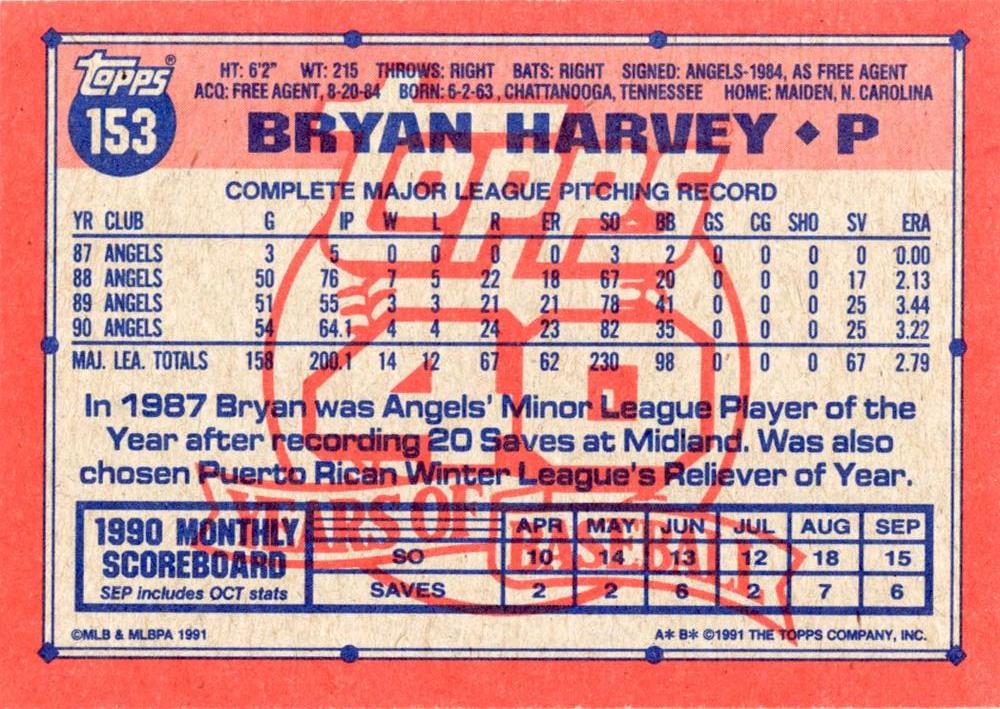 Topps®
153
HT: 6'2" WT: 215 THROWS: RIGHT BATS: RIGHT SIGNED: ANGELS-1984, AS FREE AGENT
ACQ: FREE AGENT, 8-20-84 BORN: 6-2-63, CHATTANOOGA, TENNESSEE HOME: MAIDEN, N. CAROLINA
BRYAN HARVEY ◆ P
COMPLETE MAJOR LEAGUE PITCHING RECORD
YR CLUB G IP W L R ER SO BB GS CG SHO SV ERA
87 ANGELS 3 5 0 0 0 0 3 2 0 0 0 0 0.00
88 ANGELS 50 76 7 5 22 18 67 20 0 0 0 17 2.13
89 ANGELS 51 55 3 3 21 21 78 41 0 0 0 25 3.44
90 ANGELS 54 64.1 4 4 24 23 82 35 0 0 0 25 3.22
MAJ. LEA. TOTALS 158 200.1 14 12 67 62 230 98 0 0 0 67 2.79
In 1987 Bryan was Angels' Minor League Player of the
Year after recording 20 Saves at Midland. Was also
chosen Puerto Rican Winter League's Reliever of Year.
TOPPS
40
YEARS OF
BASEBALL
1990 MONTHLY
SCOREBOARD
SEP includes OCT stats
APR MAY JUN JUL AUG SEP
SO 10 14 13 12 18 15
SAVES 2 2 6 2 7 6
©MLB & MLBPA 1991 A* B* ©1991 THE TOPPS COMPANY, INC.